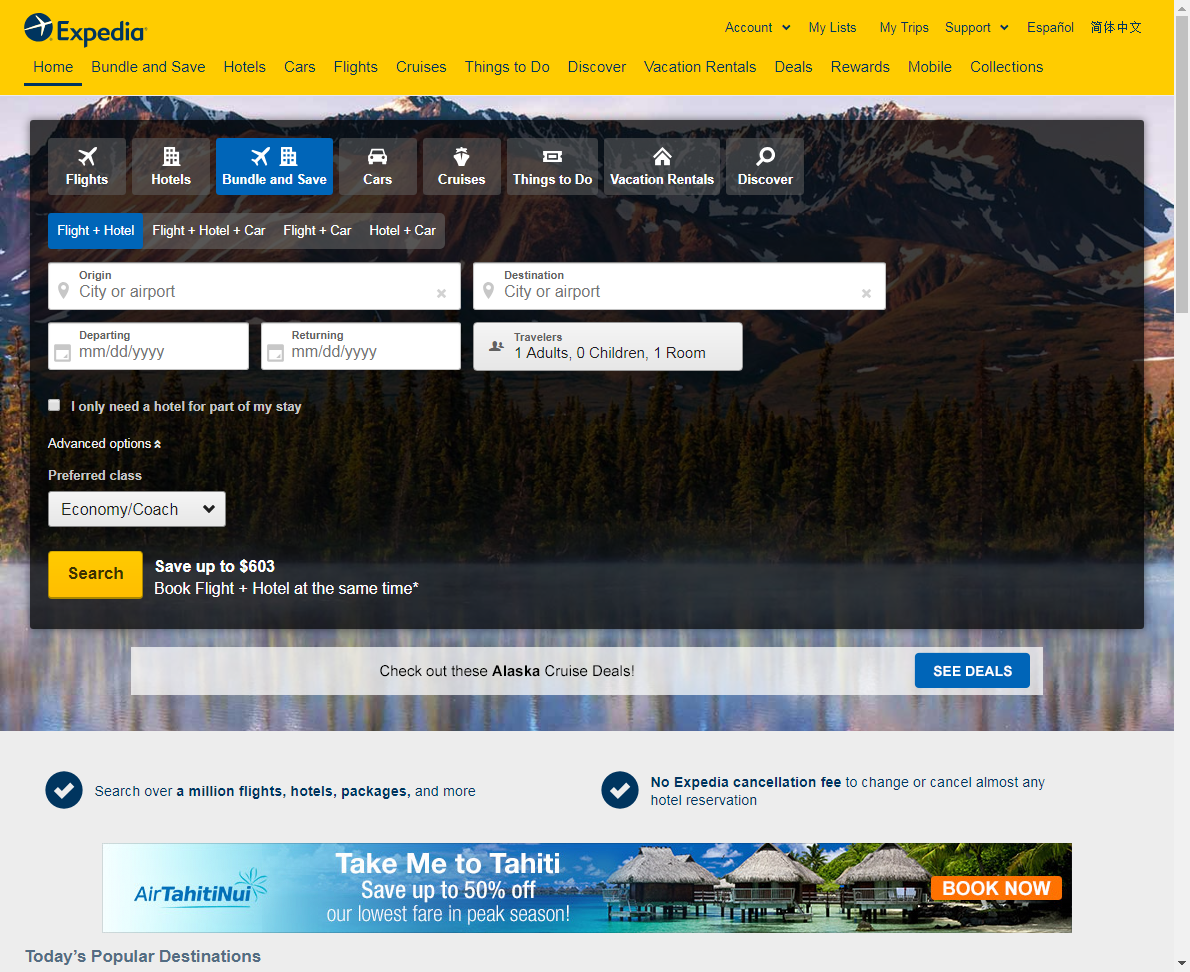 Expedia
Account
My Lists
My Trips
Support
Español
简体中文
Home
Bundle and Save
Hotels
Cars
Flights
Cruises
Things to Do
Discover
Vacation Rentals
Deals
Rewards
Mobile
Collections
Flights
Hotels
Bundle and Save
Cars
Cruises
Things to Do
Vacation Rentals
Discover
Flight + Hotel
Flight + Hotel + Car
Flight + Car
Hotel + Car
Origin
City or airport
Destination
City or airport
Departing
mm/dd/yyyy
Returning
mm/dd/yyyy
Travelers
1 Adults, 0 Children, 1 Room
I only need a hotel for part of my stay
Advanced options
Preferred class
Economy/Coach
Search
Save up to $603
Book Flight + Hotel at the same time*
Check out these Alaska Cruise Deals!
SEE DEALS
Search over a million flights, hotels, packages, and more
No Expedia cancellation fee to change or cancel almost any
hotel reservation
AirTahitiNui
Take Me to Tahiti
Save up to 50% off
our lowest fare in peak season!
BOOK NOW
Today's Popular Destinations